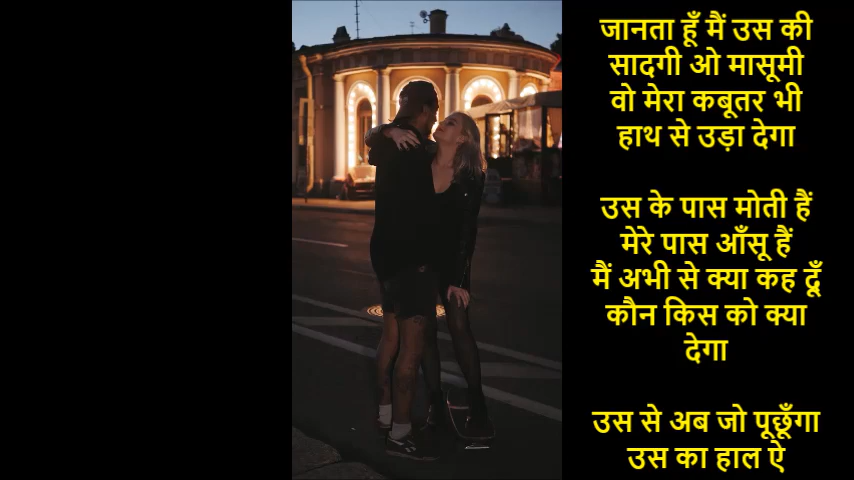 जानता हूँ मैं उस की
सादगी ओ मासूमी
वो मेरा कबूतर भी
हाथ से उड़ा देगा
उस के पास मोती हैं
मेरे पास आँसू हैं
मैं अभी से क्या कह दूँ
कौन किस को क्या
देगा
उस से अब जो पूछूँगा
उस का हाल ऐ